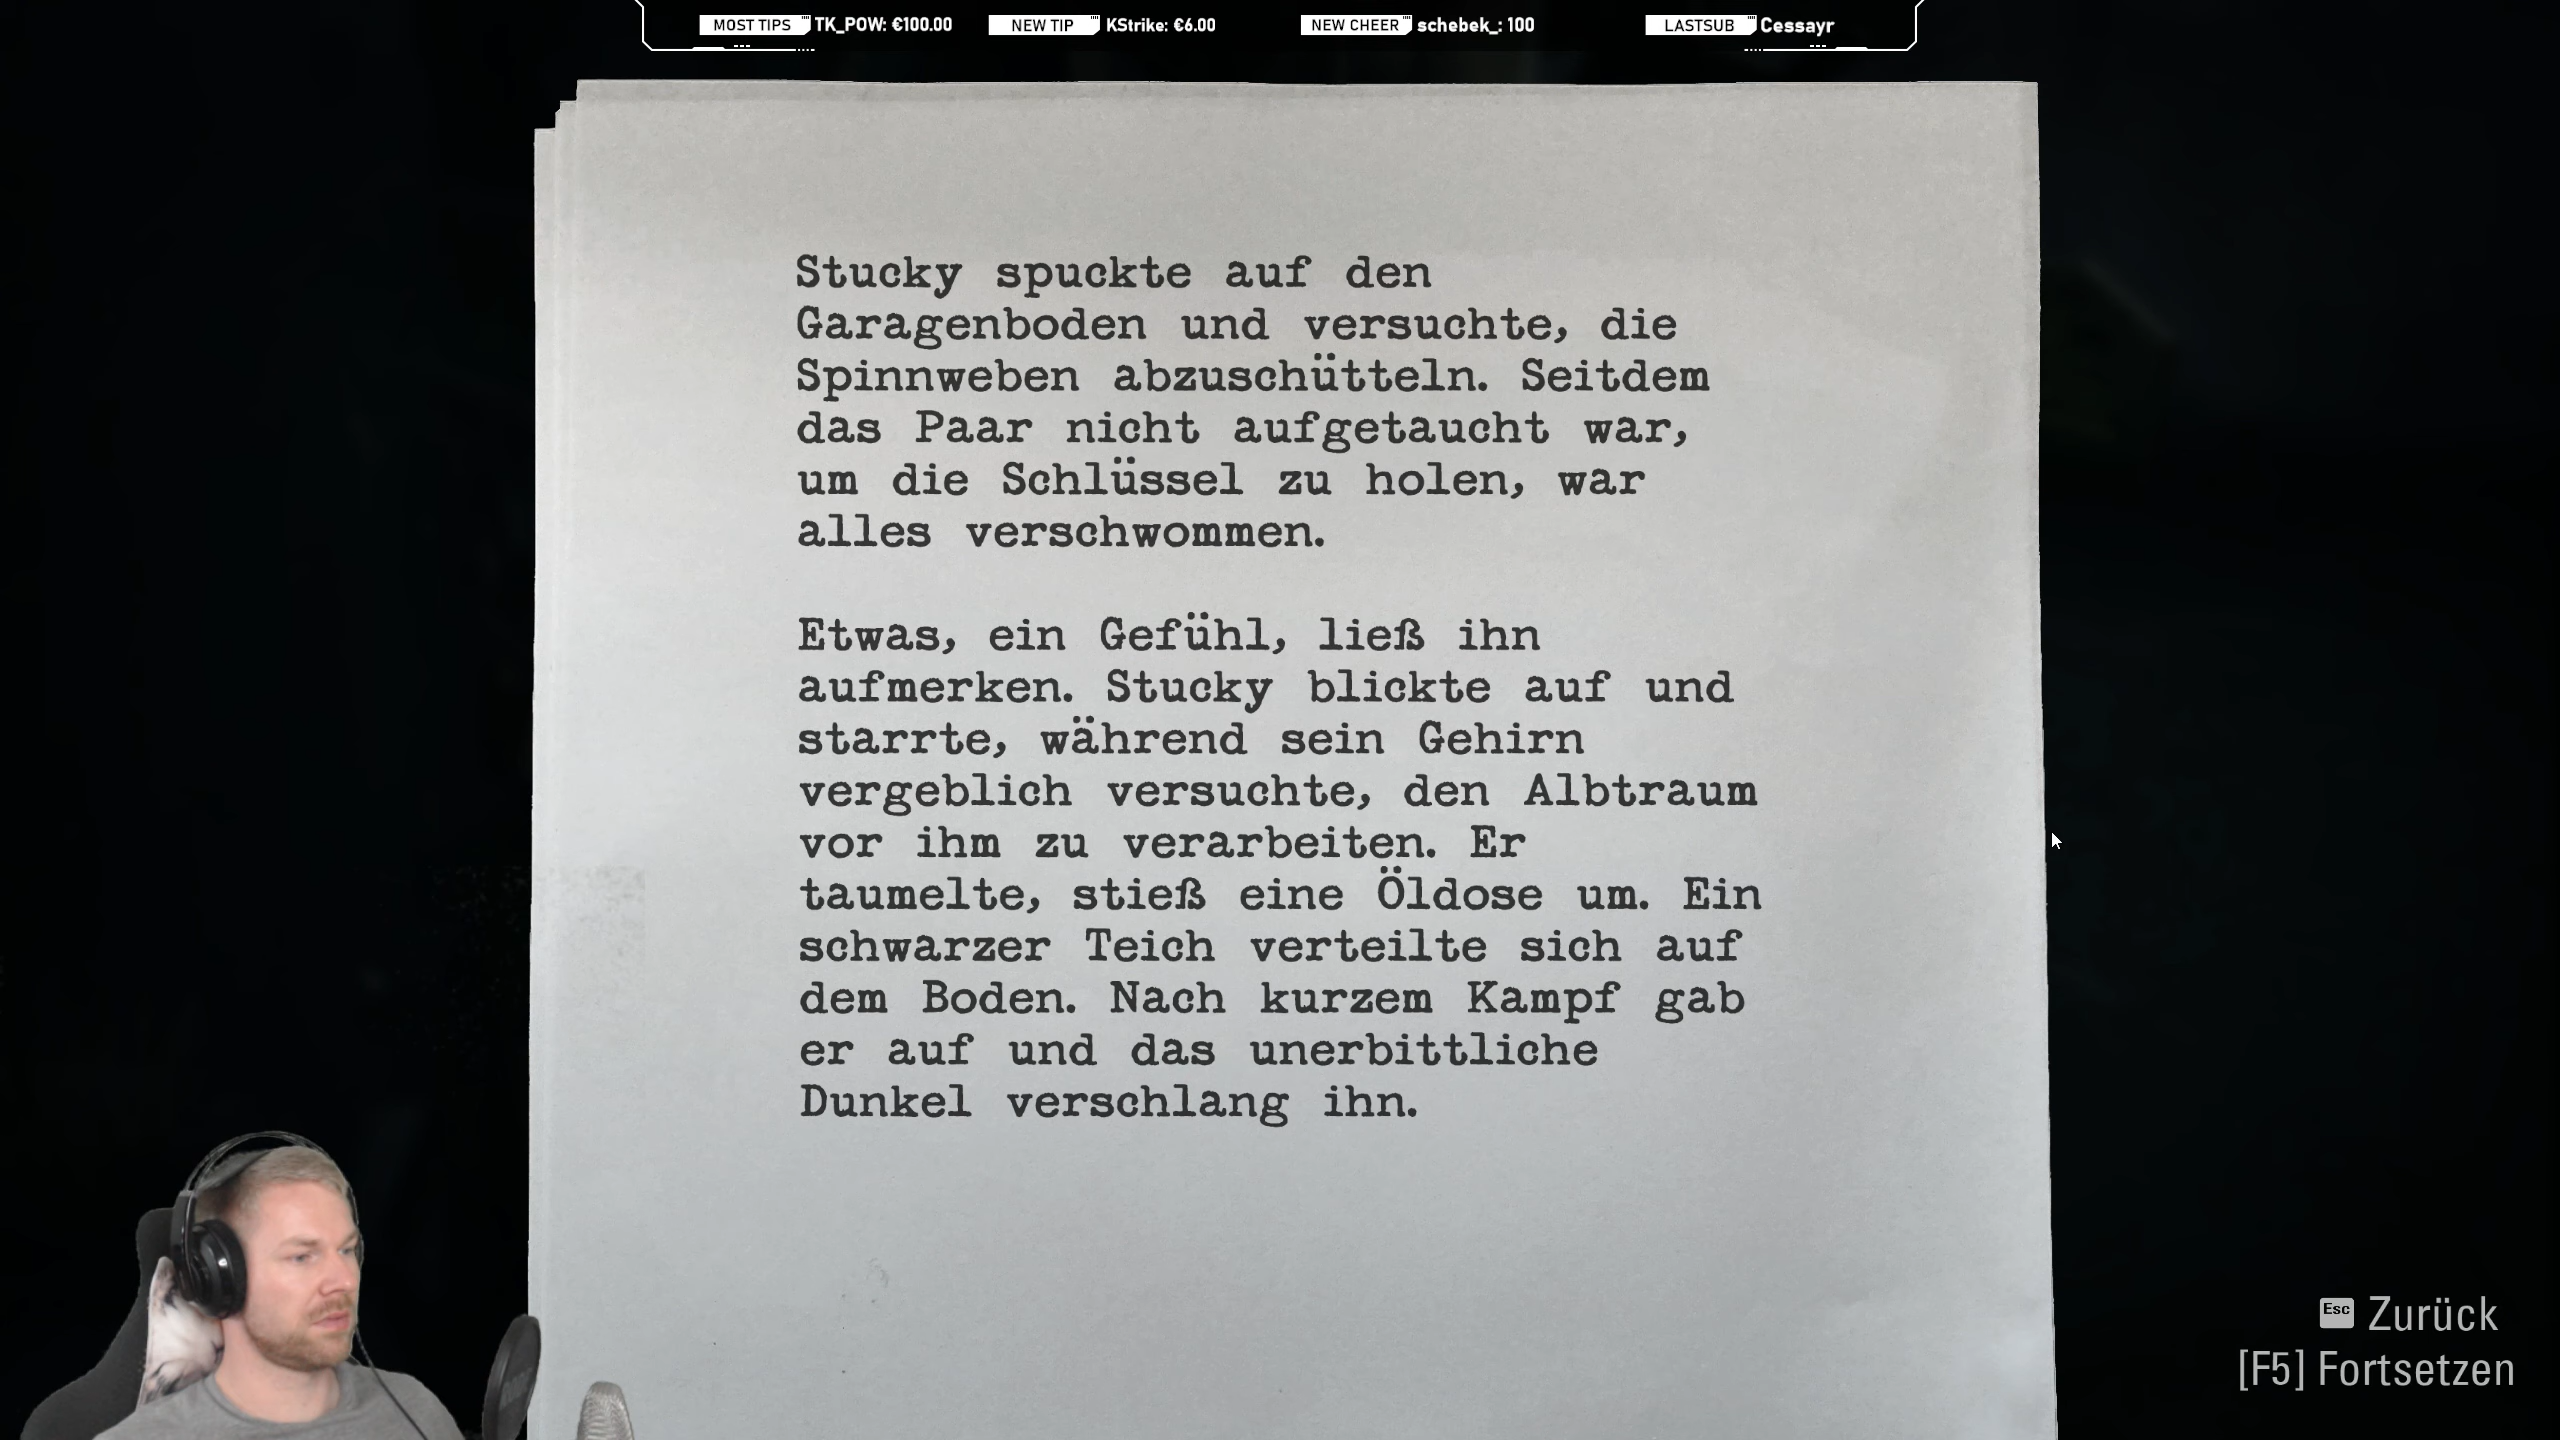 MOST TIPS TK_POW: €100.00 NEW TIP KStrike: €6.00 NEW CHEER schebek_: 100 LASTSUB Cessayr
Stucky spuckte auf den
Garagenboden und versuchte, die
Spinnweben abzuschütteln. Seitdem
das Paar nicht aufgetaucht war,
um die Schlüssel zu holen, war
alles verschwommen.
Etwas, ein Gefühl, ließ ihn
aufmerken. Stucky blickte auf und
starrte, während sein Gehirn
vergeblich versuchte, den Albtraum
vor ihm zu verarbeiten. Er
taumelte, stieß eine Öldose um. Ein
schwarzer Teich verteilte sich auf
dem Boden. Nach kurzem Kampf gab
er auf und das unerbittliche
Dunkel verschlang ihn.
Esc Zurück
[F5] Fortsetzen